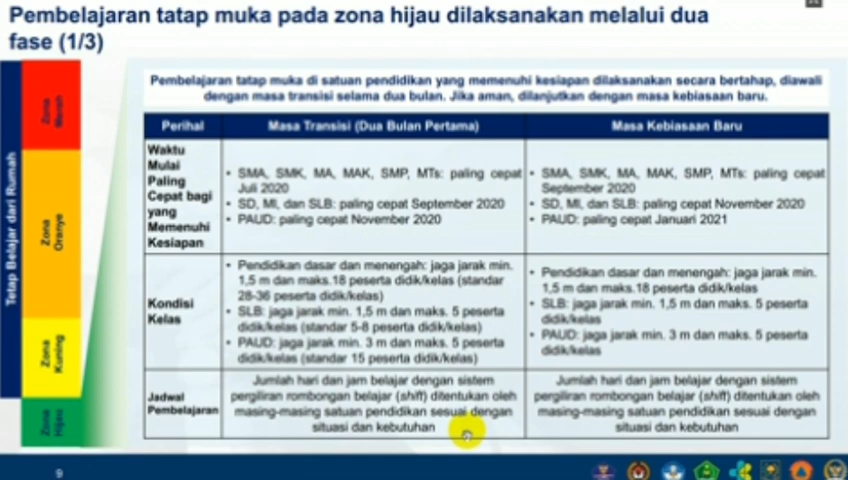 Pembelajaran tatap muka pada zona hijau dilaksanakan melalui dua
fase (1/3)
Tetap Belajar dari Rumah
Zona
Merah
Zona
Oranye
Zona
Kuning
Zona
Hijau
Pembelajaran tatap muka di satuan pendidikan yang memenuhi kesiapan dilaksanakan secara bertahap, diawali
dengan masa transisi selama dua bulan. Jika aman, dilanjutkan dengan masa kebiasaan baru.
Perihal
Masa Transisi (Dua Bulan Pertama)
Masa Kebiasaan Baru
Waktu
Mulai
Paling
Cepat bagi
yang
Memenuhi
Kesiapan
• SMA, SMK, MA, MAK, SMP, MTs: paling cepat
Juli 2020
• SD, MI, dan SLB: paling cepat September 2020
• PAUD: paling cepat November 2020
• SMA, SMK, MA, MAK, SMP, MTs: paling cepat
September 2020
• SD, MI, dan SLB: paling cepat November 2020
• PAUD: paling cepat Januari 2021
Kondisi
Kelas
• Pendidikan dasar dan menengah: jaga jarak min.
1,5 m dan maks.18 peserta didik/kelas (standar
28-36 peserta didik/kelas)
• SLB: jaga jarak min. 1,5 m dan maks. 5 peserta
didik/kelas (standar 5-8 peserta didik/kelas)
• PAUD: jaga jarak min. 3 m dan maks. 5 peserta
didik/kelas (standar 15 peserta didik/kelas)
• Pendidikan dasar dan menengah: jaga jarak min.
1,5 m dan maks.18 peserta didik/kelas
• SLB: jaga jarak min. 1,5 m dan maks. 5 peserta
didik/kelas
• PAUD: jaga jarak min. 3 m dan maks. 5 peserta
didik/kelas
Jadwal
Pembelajaran
Jumlah hari dan jam belajar dengan sistem
pergiliran rombongan belajar (shift) ditentukan oleh
masing-masing satuan pendidikan sesuai dengan
situasi dan kebutuhan
Jumlah hari dan jam belajar dengan sistem
pergiliran rombongan belajar (shift) ditentukan oleh
masing-masing satuan pendidikan sesuai dengan
situasi dan kebutuhan
9